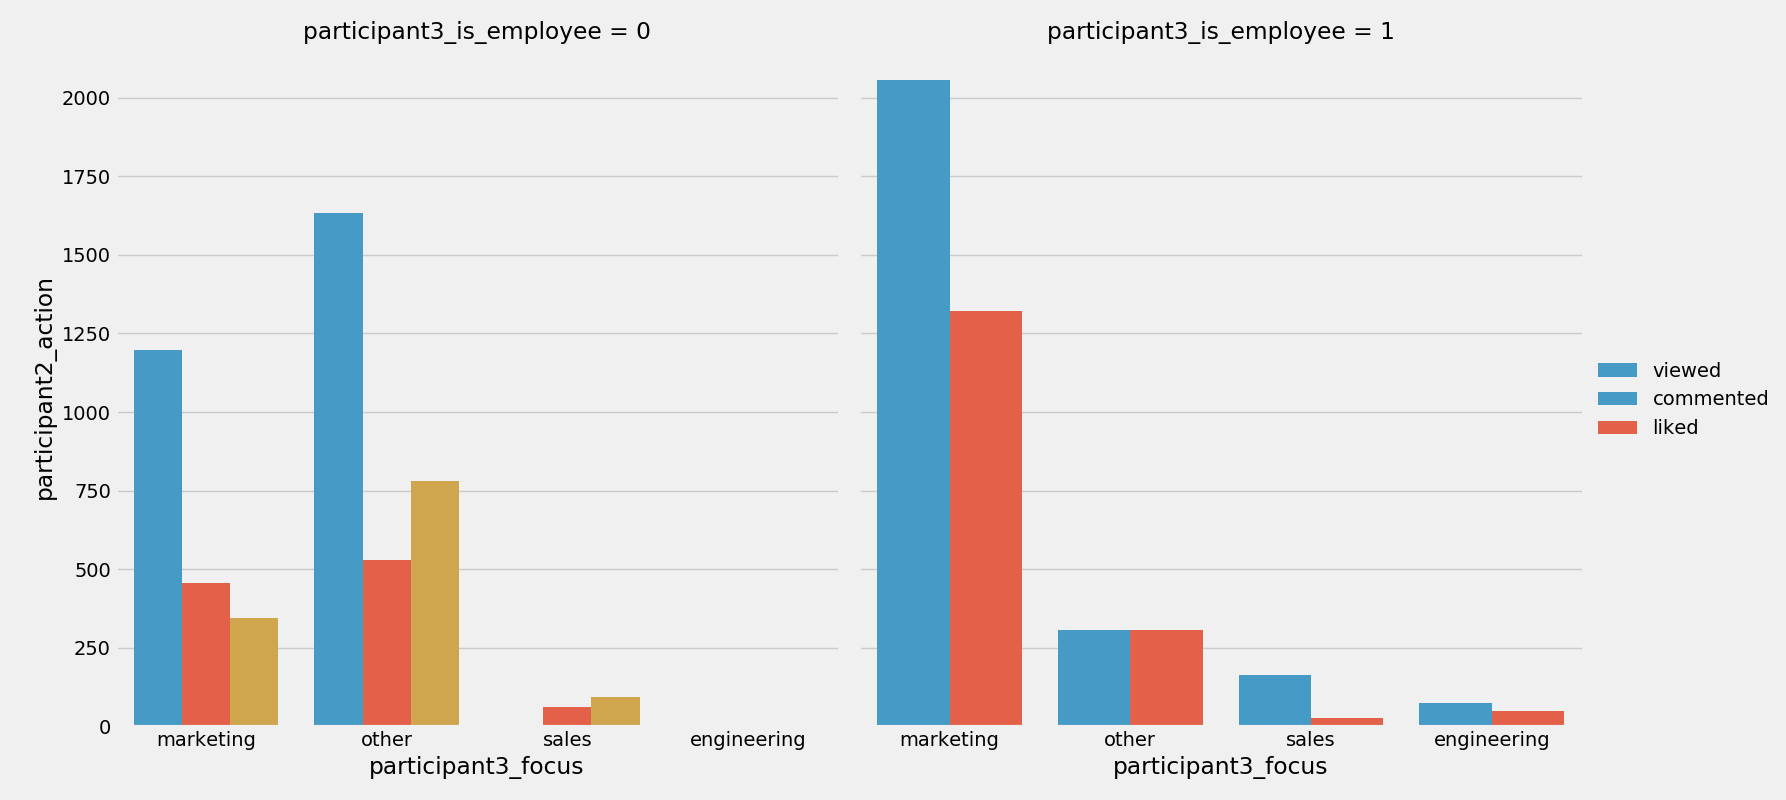 participant3_is_employee = 0
participant3_is_employee = 1
participant2_action
2000
1750
1500
1250
1000
750
500
250
0
marketing other sales engineering
marketing other sales engineering
participant3_focus
participant3_focus
viewed
commented
liked